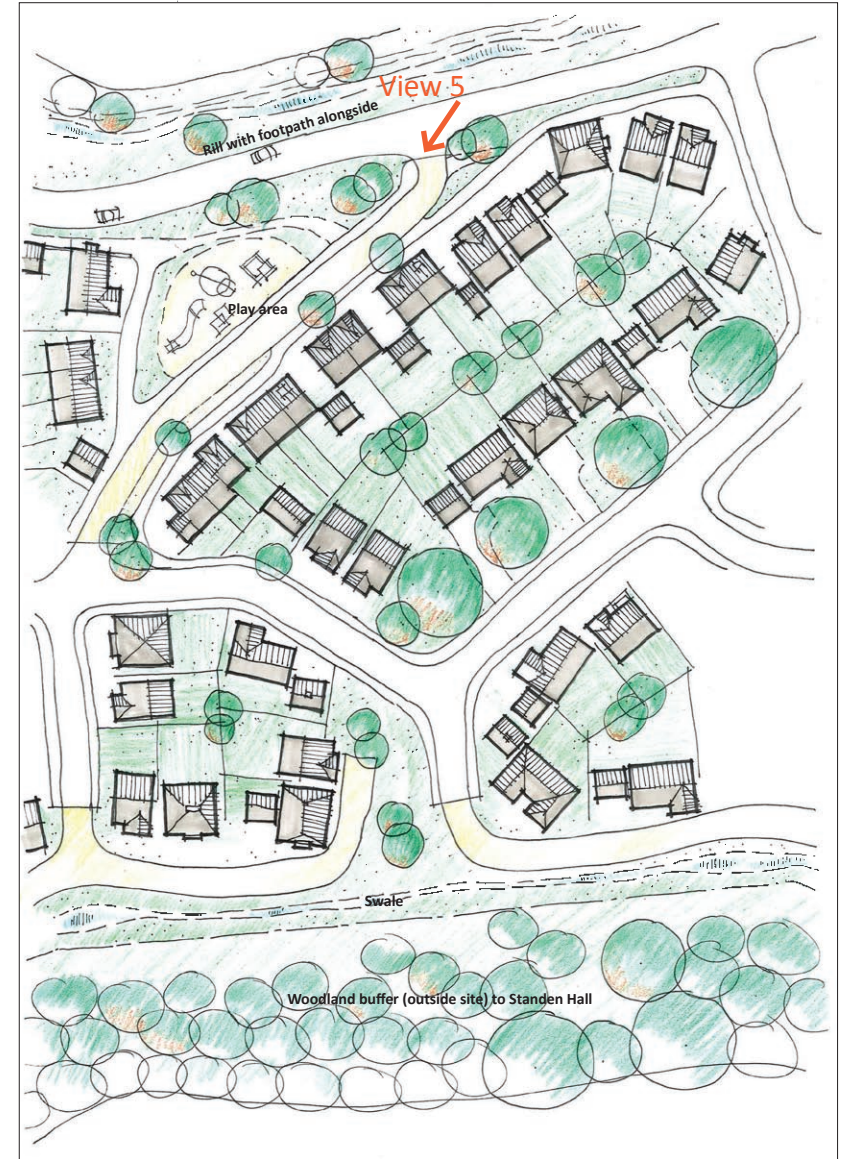 View 5
Rill with footpath alongside
Play area
Swale
Woodland buffer (outside site) to Standen Hall